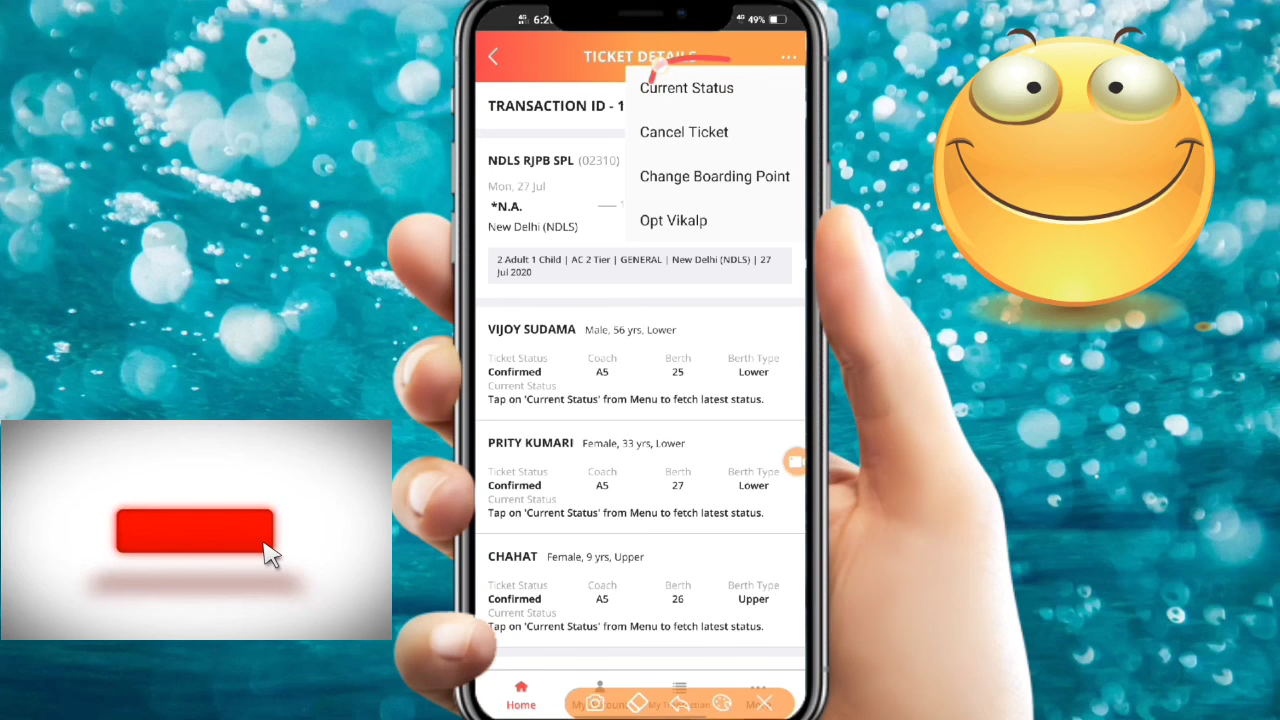 4G 6:20
4G 49%
TICKET DETAILS
Current Status
TRANSACTION ID - 1
Cancel Ticket
NDLS RJPB SPL (02310)
Change Boarding Point
Mon, 27 Jul
*N.A.
Opt Vikalp
New Delhi (NDLS)
2 Adult 1 Child | AC 2 Tier | GENERAL | New Delhi (NDLS) | 27
Jul 2020
VIJOY SUDAMA Male, 56 yrs, Lower
Ticket Status Coach Berth Berth Type
Confirmed A5 25 Lower
Current Status
Tap on 'Current Status' from Menu to fetch latest status.
PRITY KUMARI Female, 33 yrs, Lower
Ticket Status Coach Berth Berth Type
Confirmed A5 27 Lower
Current Status
Tap on 'Current Status' from Menu to fetch latest status.
CHAHAT Female, 9 yrs, Upper
Ticket Status Coach Berth Berth Type
Confirmed A5 26 Upper
Current Status
Tap on 'Current Status' from Menu to fetch latest status.
Home